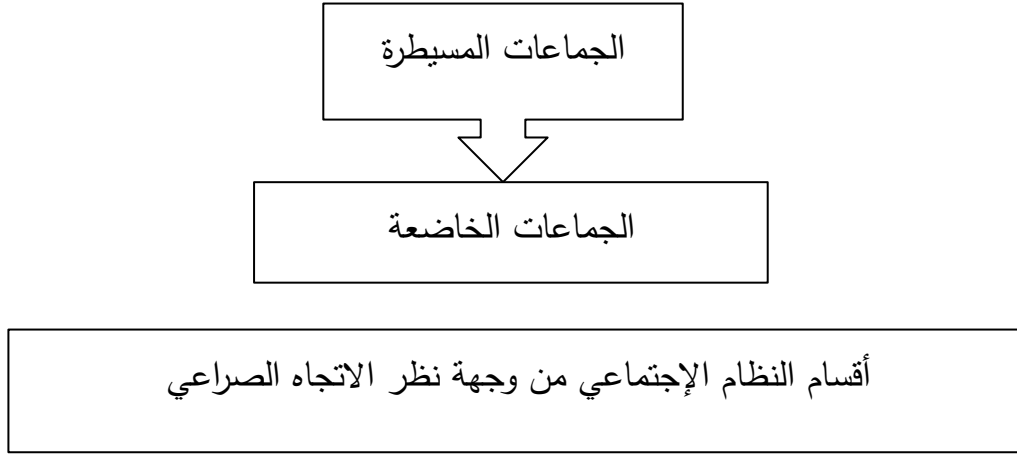 الجماعات المسيطرة
الجماعات الخاضعة
أقسام النظام الإجتماعي من وجهة نظر الاتجاه الصراعي